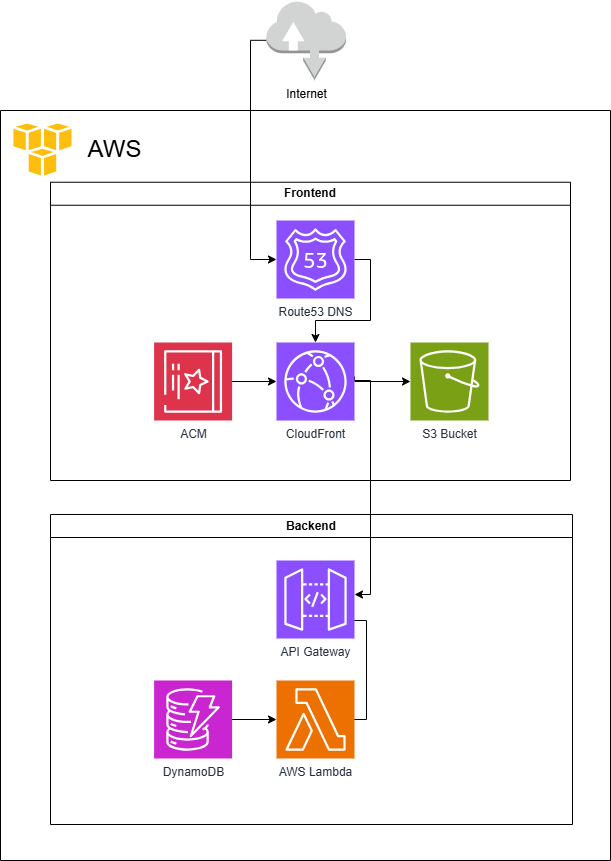 Internet
AWS
Frontend
53
Route53 DNS
ACM
CloudFront
S3 Bucket
Backend
</>
API Gateway
DynamoDB
AWS Lambda